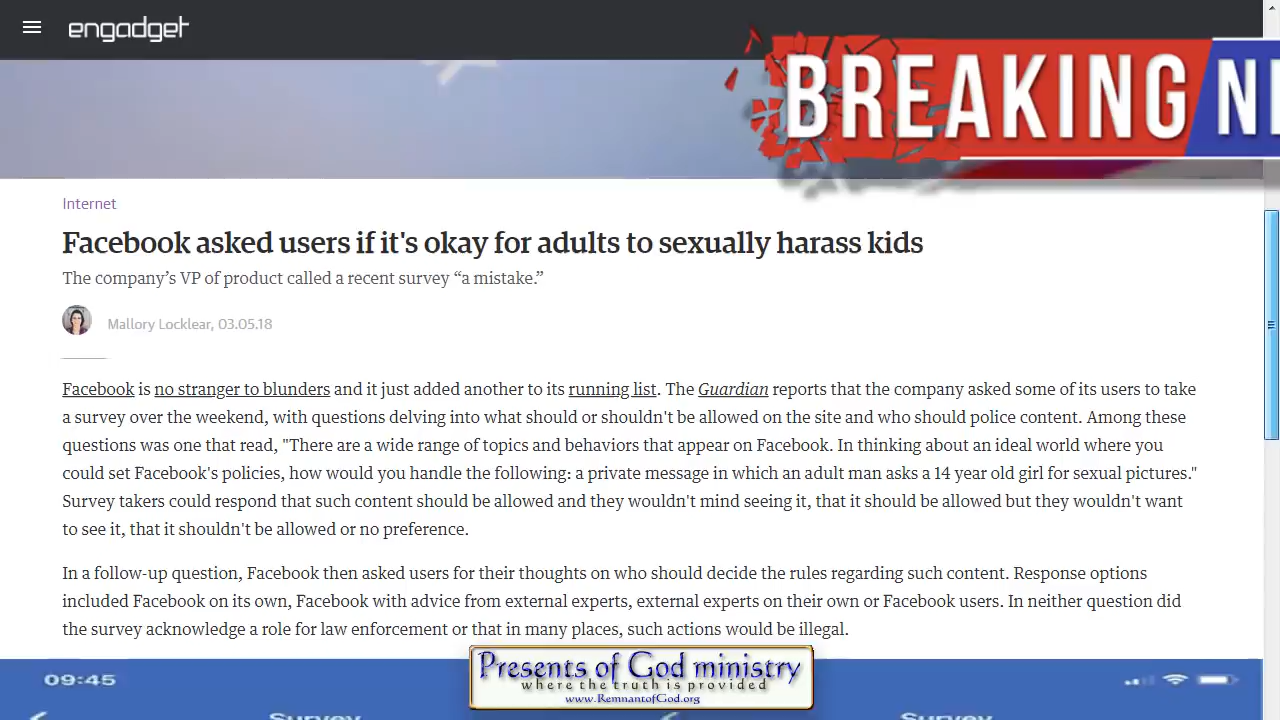 engadget
BREAKING
Internet
Facebook asked users if it's okay for adults to sexually harass kids
The company’s VP of product called a recent survey “a mistake.”
Mallory Locklear, 03.05.18
Facebook is no stranger to blunders and it just added another to its running list. The Guardian reports that the company asked some of its users to take
a survey over the weekend, with questions delving into what should or shouldn't be allowed on the site and who should police content. Among these
questions was one that read, "There are a wide range of topics and behaviors that appear on Facebook. In thinking about an ideal world where you
could set Facebook's policies, how would you handle the following: a private message in which an adult man asks a 14 year old girl for sexual pictures."
Survey takers could respond that such content should be allowed and they wouldn't mind seeing it, that it should be allowed but they wouldn't want
to see it, that it shouldn't be allowed or no preference.
In a follow-up question, Facebook then asked users for their thoughts on who should decide the rules regarding such content. Response options
included Facebook on its own, Facebook with advice from external experts, external experts on their own or Facebook users. In neither question did
the survey acknowledge a role for law enforcement or that in many places, such actions would be illegal.
Presents of God ministry
where the truth is provided
www.RemnantofGod.org
09:45
Survey Survey